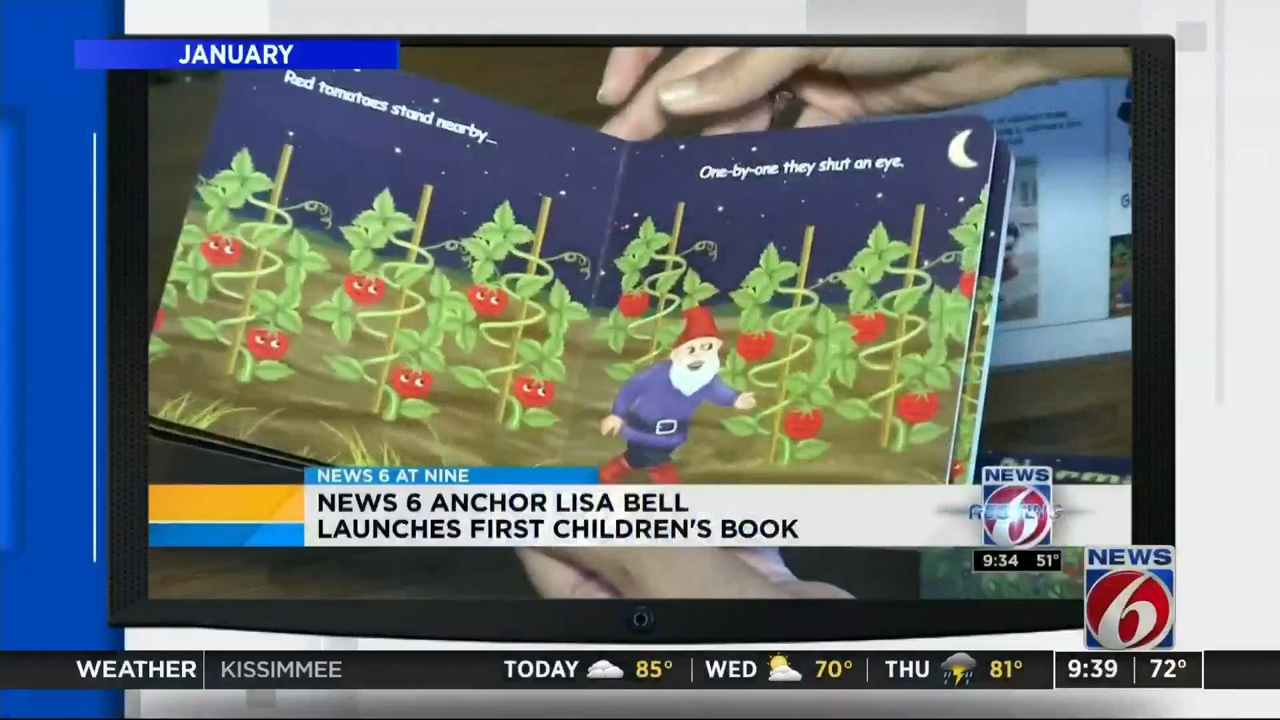 JANUARY
Red tomatoes stand nearby...
One-by-one they shut an eye.
NEWS 6 AT NINE
NEWS 6 ANCHOR LISA BELL
LAUNCHES FIRST CHILDREN'S BOOK
NEWS
6
9:34 51°
NEWS
6
WEATHER KISSIMMEE TODAY 85° WED 70° THU 81° 9:39 72°